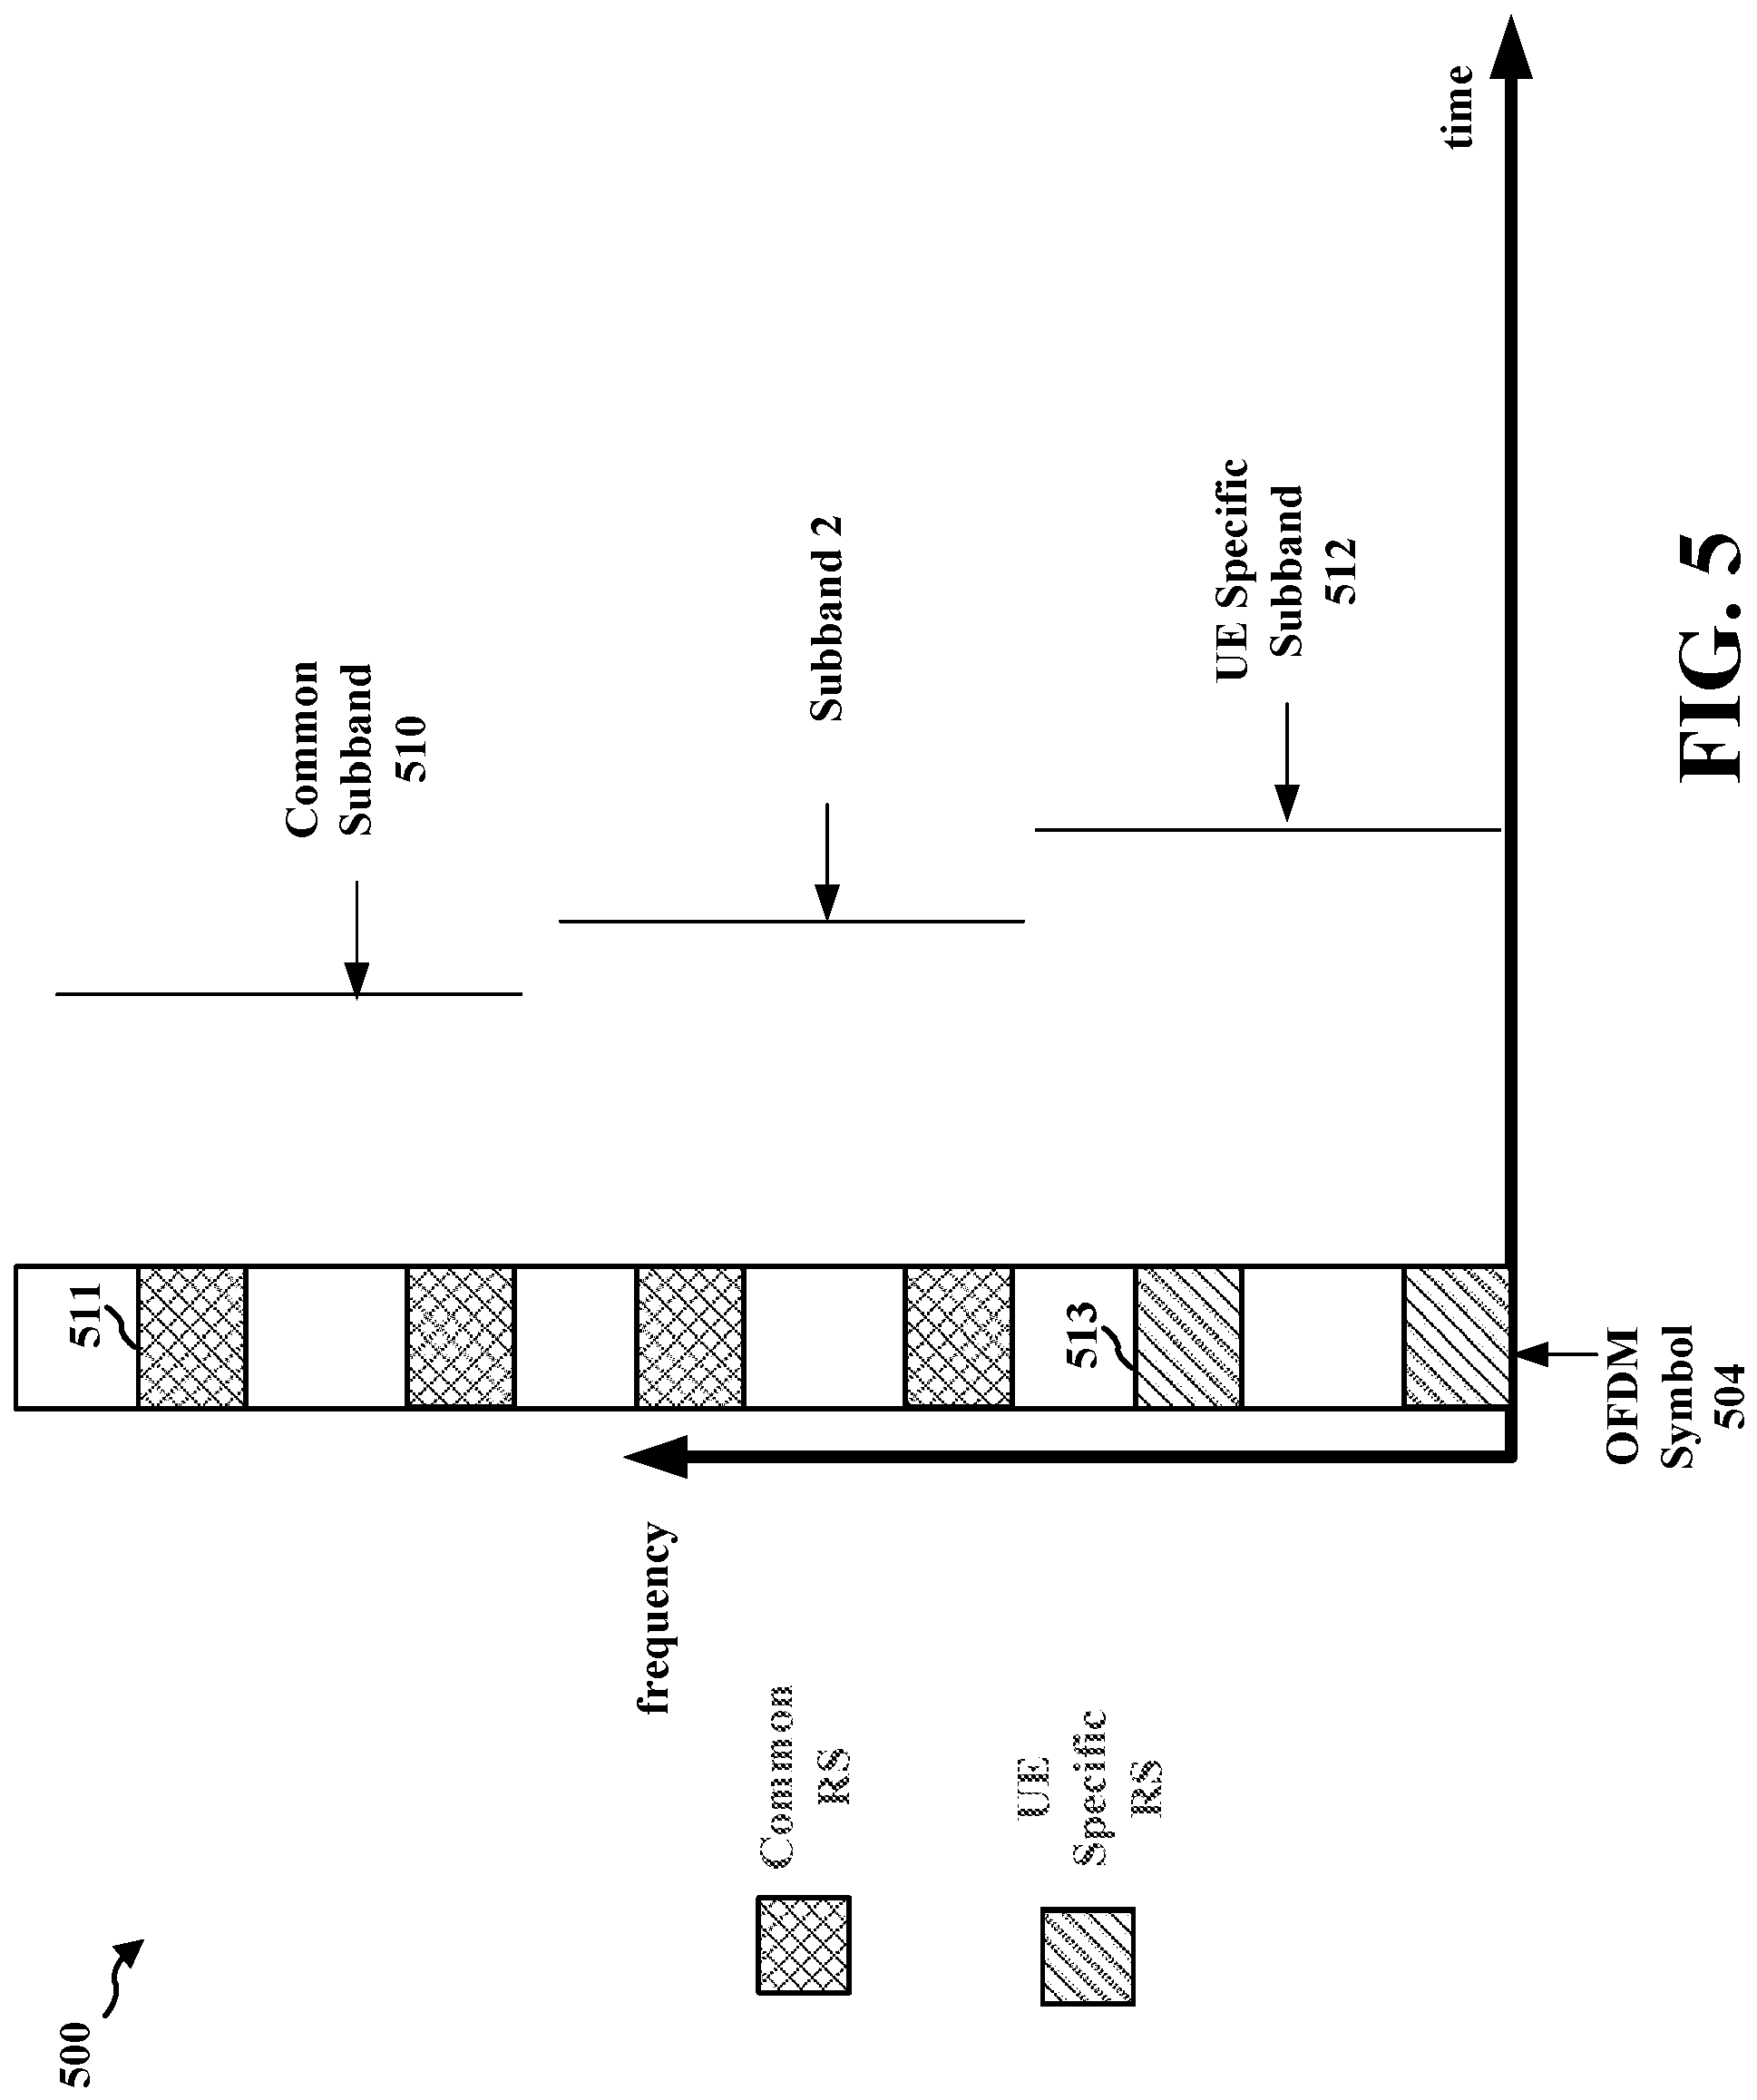 500
Common
RS
UE
Specific
RS
frequency
511
513
OFDM
Symbol
504
Common
Subband
510
Subband 2
UE Specific
Subband
512
time
FIG. 5